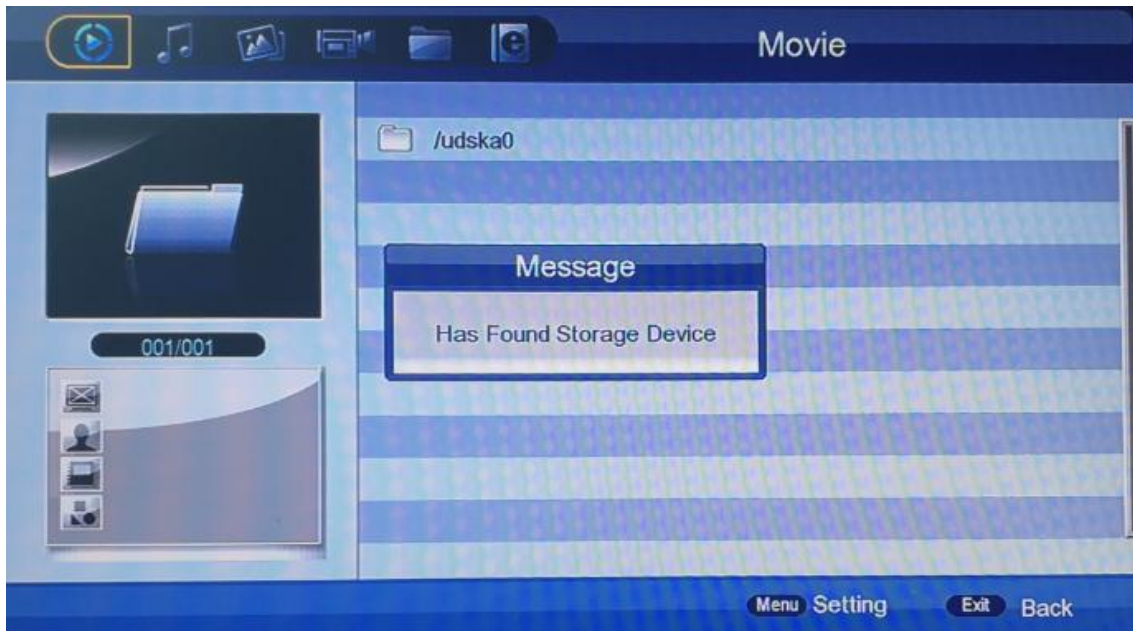 Movie
/udska0
Message
Has Found Storage Device
001/001
Menu Setting Exit Back